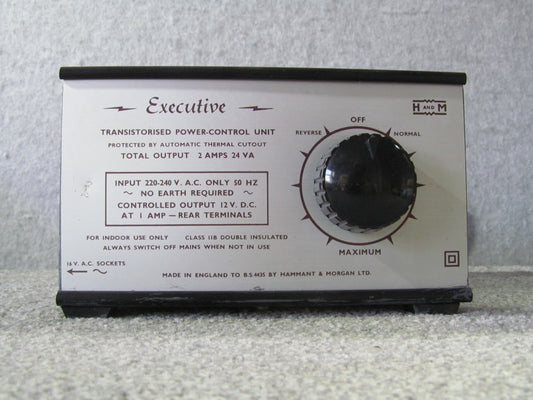 Executive
H AND M
TRANSISTORISED POWER-CONTROL UNIT
PROTECTED BY AUTOMATIC THERMAL CUTOUT
TOTAL OUTPUT 2 AMPS 24 VA
OFF
REVERSE
NORMAL
INPUT 220-240 V. A.C. ONLY 50 HZ
~ NO EARTH REQUIRED ~
CONTROLLED OUTPUT 12 V. D.C.
AT 1 AMP — REAR TERMINALS
FOR INDOOR USE ONLY CLASS 11B DOUBLE INSULATED
ALWAYS SWITCH OFF MAINS WHEN NOT IN USE
MAXIMUM
16 V. A.C. SOCKETS
← ~
MADE IN ENGLAND TO B.S.4435 BY HAMMANT & MORGAN LTD.